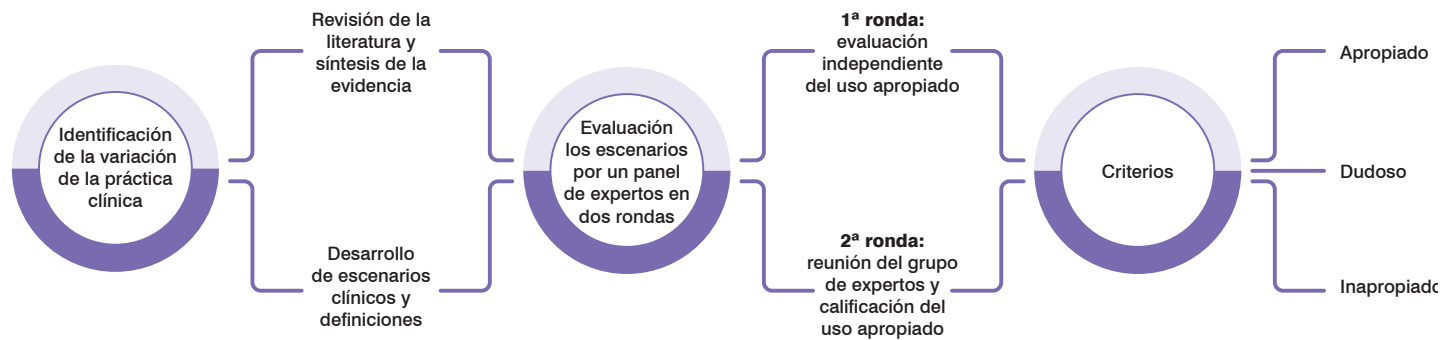 Identificación
de la variación
de la práctica
clínica
Revisión de la
literatura y
síntesis de la
evidencia
Desarrollo
de escenarios
clínicos y
definiciones
Evaluación
los escenarios
por un panel
de expertos en
dos rondas
1ª ronda:
evaluación
independiente
del uso apropiado
2ª ronda:
reunión del grupo
de expertos y
calificación del
uso apropiado
Criterios
Apropiado
Dudoso
Inapropiado